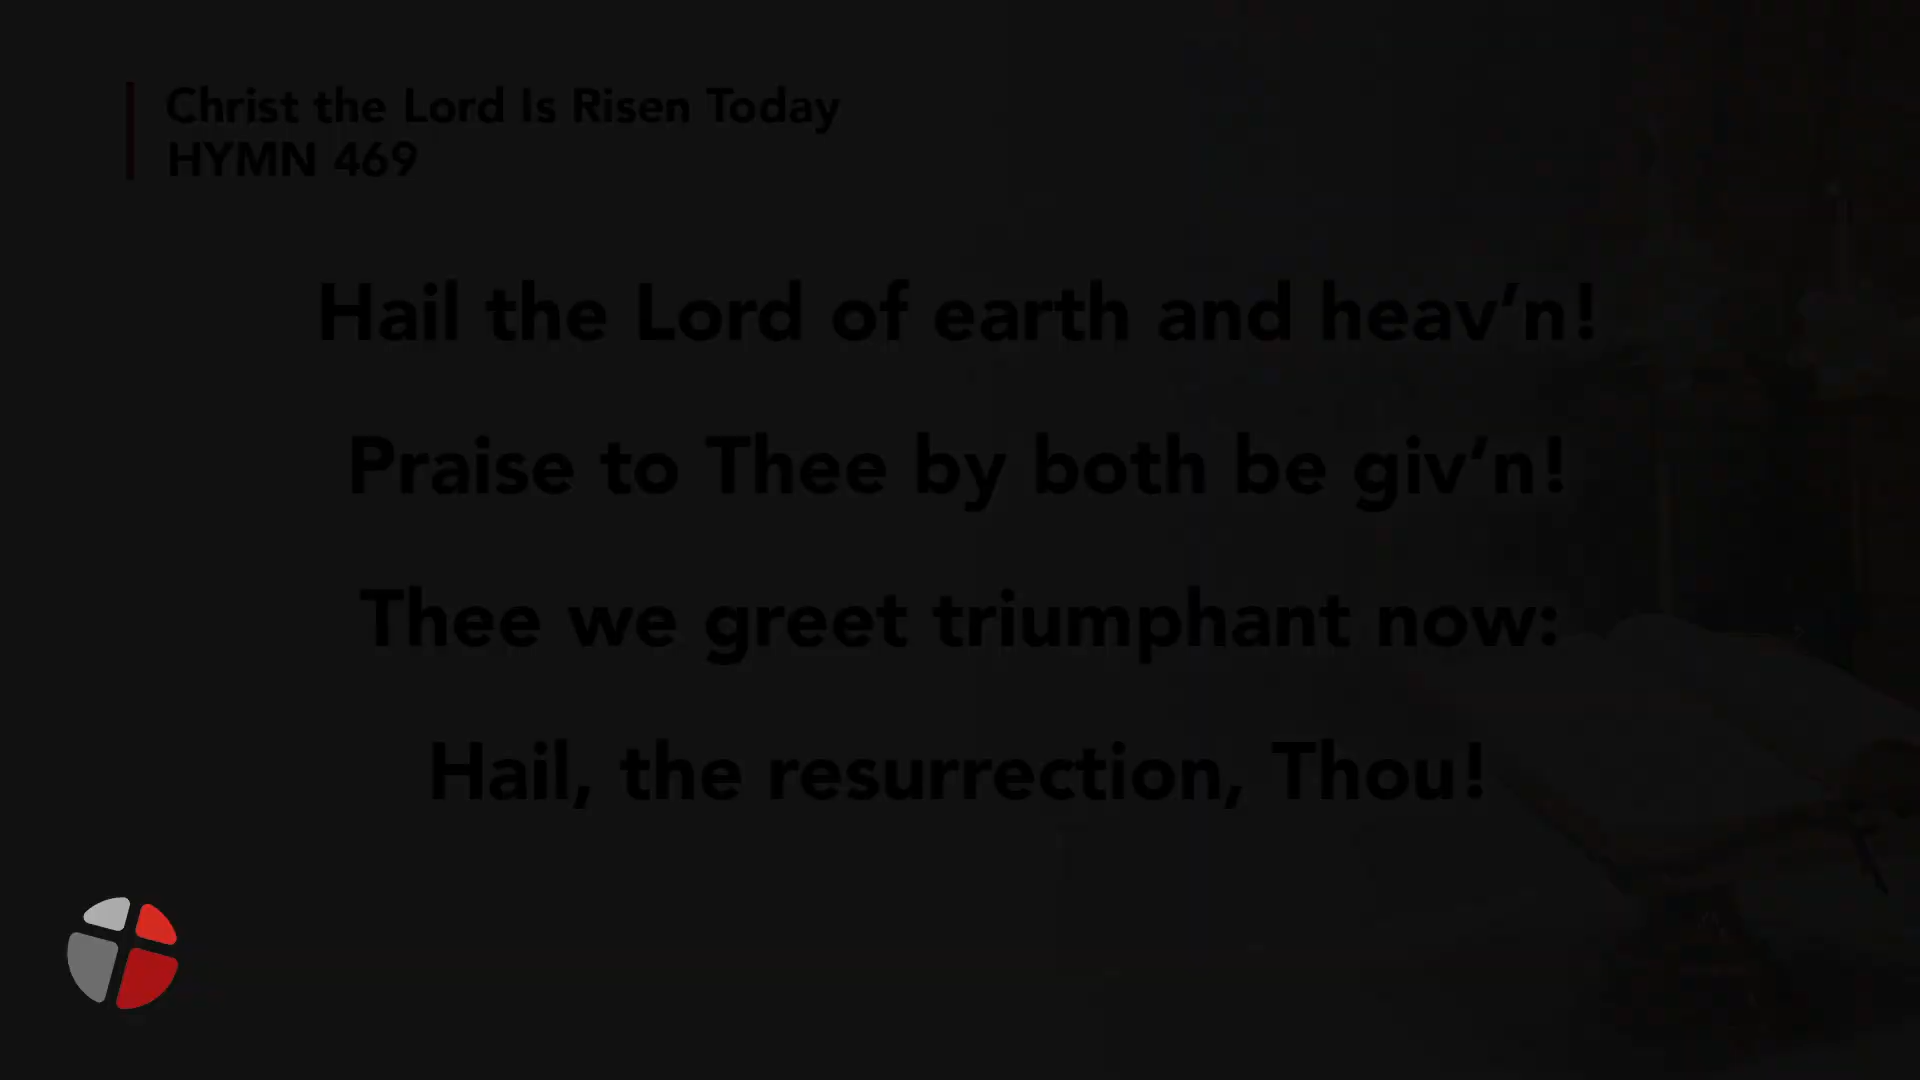 Christ the Lord Is Risen Today
HYMN 469
Hail the Lord of earth and heav’n!
Praise to Thee by both be giv’n!
Thee we greet triumphant now:
Hail, the resurrection, Thou!